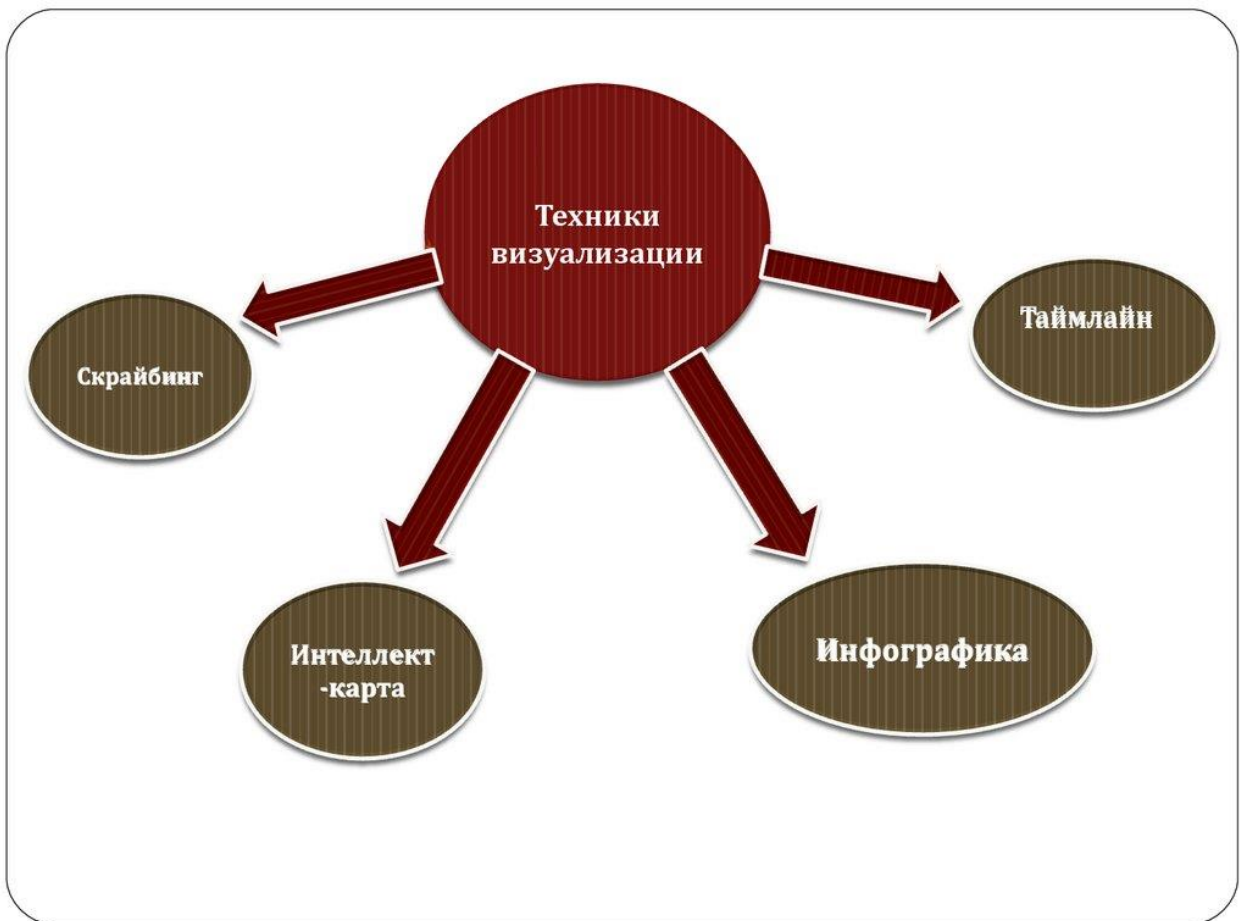 Техники
визуализации
Скрайбинг
Таймлайн
Интеллект
-карта
Инфографика